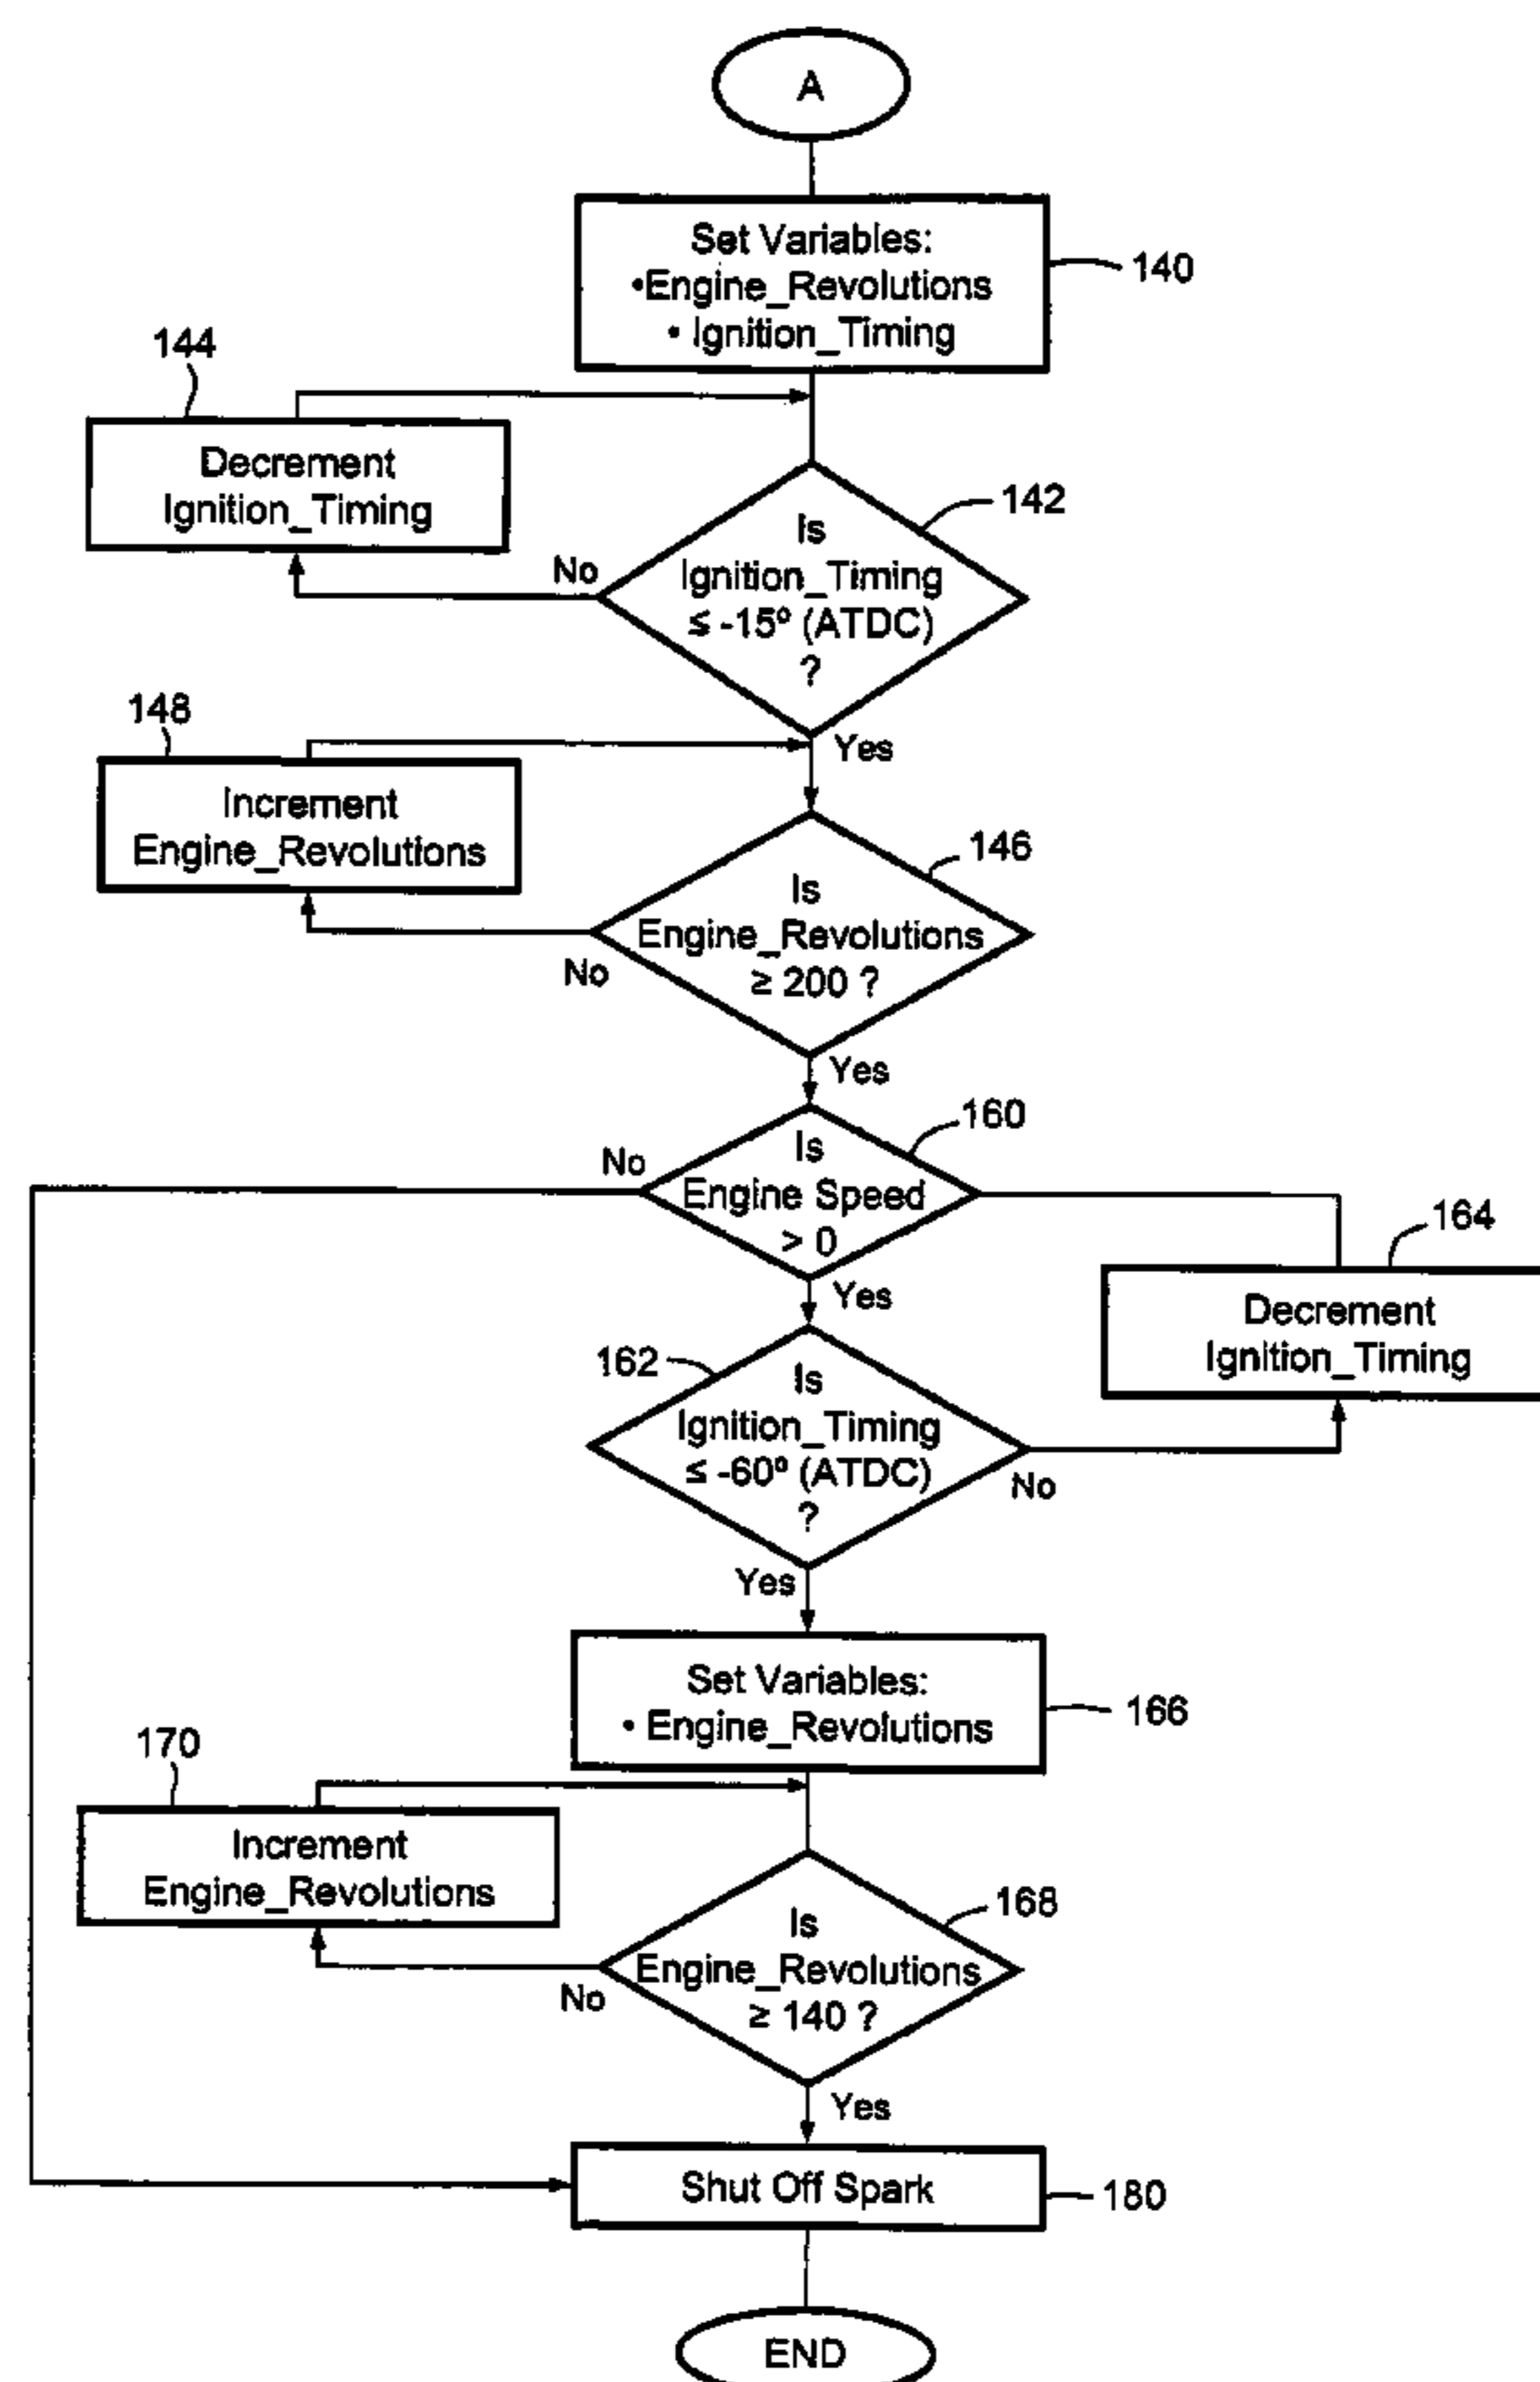 A
Set Variables:
•Engine_Revolutions
• Ignition_Timing
140
144
Decrement
Ignition_Timing
142
Is
Ignition_Timing
≤ -15º (ATDC)
?
No
Yes
148
Increment
Engine_Revolutions
146
Is
Engine_Revolutions
≥ 200 ?
No
Yes
160
Is
Engine Speed
> 0
No
Yes
164
Decrement
Ignition_Timing
162
Is
Ignition_Timing
≤ -60º (ATDC)
?
No
Yes
Set Variables:
• Engine_Revolutions
166
170
Increment
Engine_Revolutions
168
Is
Engine_Revolutions
≥ 140 ?
No
Yes
Shut Off Spark
180
END